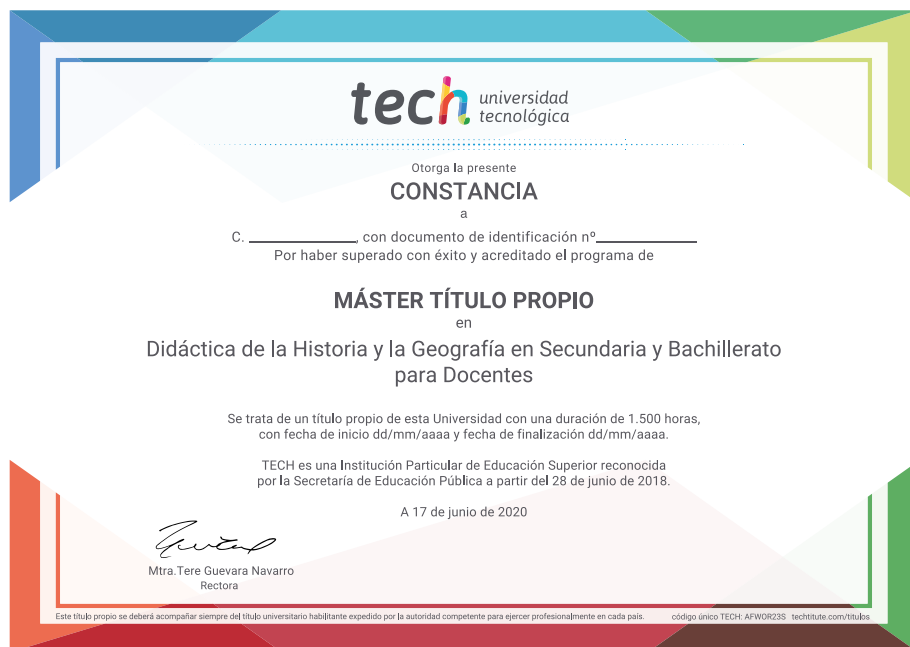 tech universidad
tecnológica
Otorga la presente
CONSTANCIA
a
C. ____________, con documento de identificación nº____________
Por haber superado con éxito y acreditado el programa de
MÁSTER TÍTULO PROPIO
en
Didáctica de la Historia y la Geografía en Secundaria y Bachillerato
para Docentes
Se trata de un título propio de esta Universidad con una duración de 1.500 horas,
con fecha de inicio dd/mm/aaaa y fecha de finalización dd/mm/aaaa.
TECH es una Institución Particular de Educación Superior reconocida
por la Secretaría de Educación Pública a partir del 28 de junio de 2018.
A 17 de junio de 2020
Mtra.Tere Guevara Navarro
Rectora
Este título propio se deberá acompañar siempre del título universitario habilitante expedido por la autoridad competente para ejercer profesionalmente en cada país. código único TECH: AFWOR23S techtitute.com/titulos